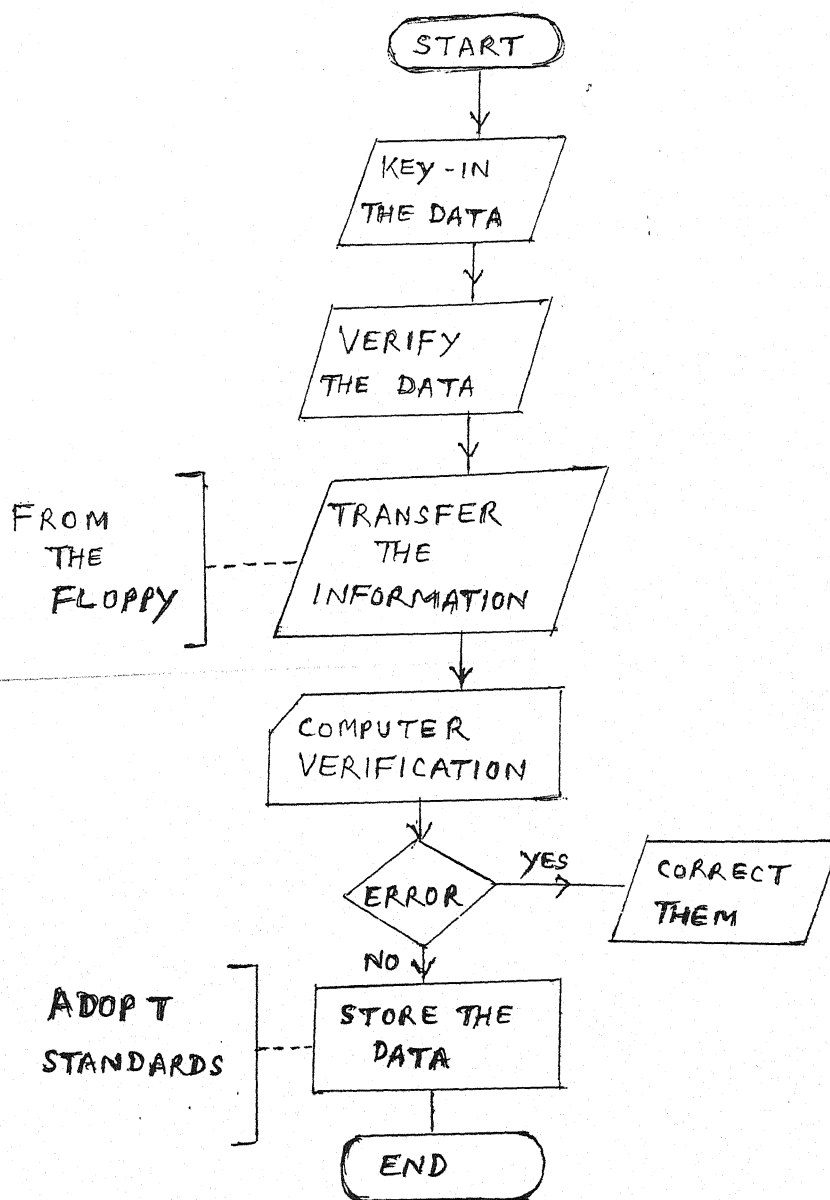 START
KEY-IN
THE DATA
VERIFY
THE DATA
FROM
THE
FLOPPY
TRANSFER
THE
INFORMATION
COMPUTER
VERIFICATION
ERROR
YES
CORRECT
THEM
NO
ADOPT
STANDARDS
STORE THE
DATA
END